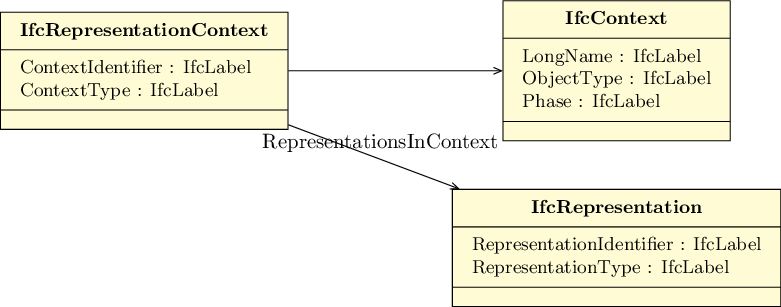 IfcRepresentationContext
ContextIdentifier : IfcLabel
ContextType : IfcLabel
IfcContext
LongName : IfcLabel
ObjectType : IfcLabel
Phase : IfcLabel
RepresentationsInContext
IfcRepresentation
RepresentationIdentifier : IfcLabel
RepresentationType : IfcLabel